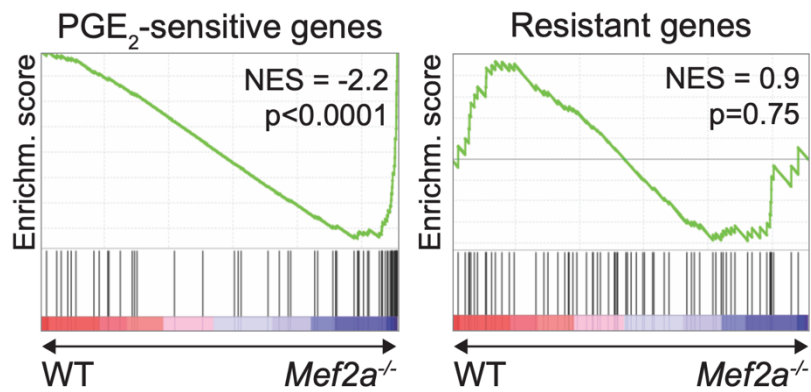 PGE₂-sensitive genes
Enrichm. score
NES = -2.2
p<0.0001
WT
Mef2a⁻/⁻
Resistant genes
Enrichm. score
NES = 0.9
p=0.75
WT
Mef2a⁻/⁻